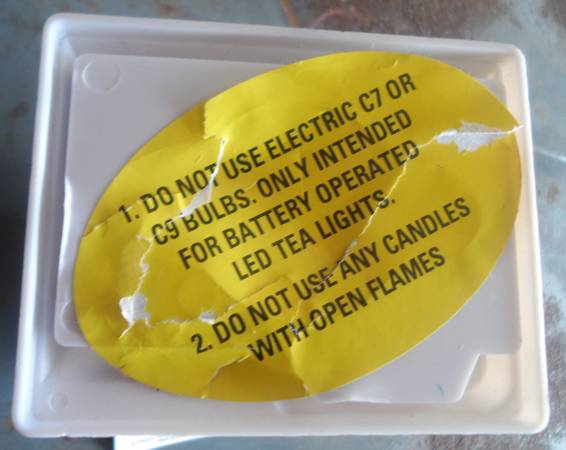 1. DO NOT USE ELECTRIC C7 OR
C9 BULBS. ONLY INTENDED
FOR BATTERY OPERATED
LED TEA LIGHTS.
2. DO NOT USE ANY CANDLES
WITH OPEN FLAMES